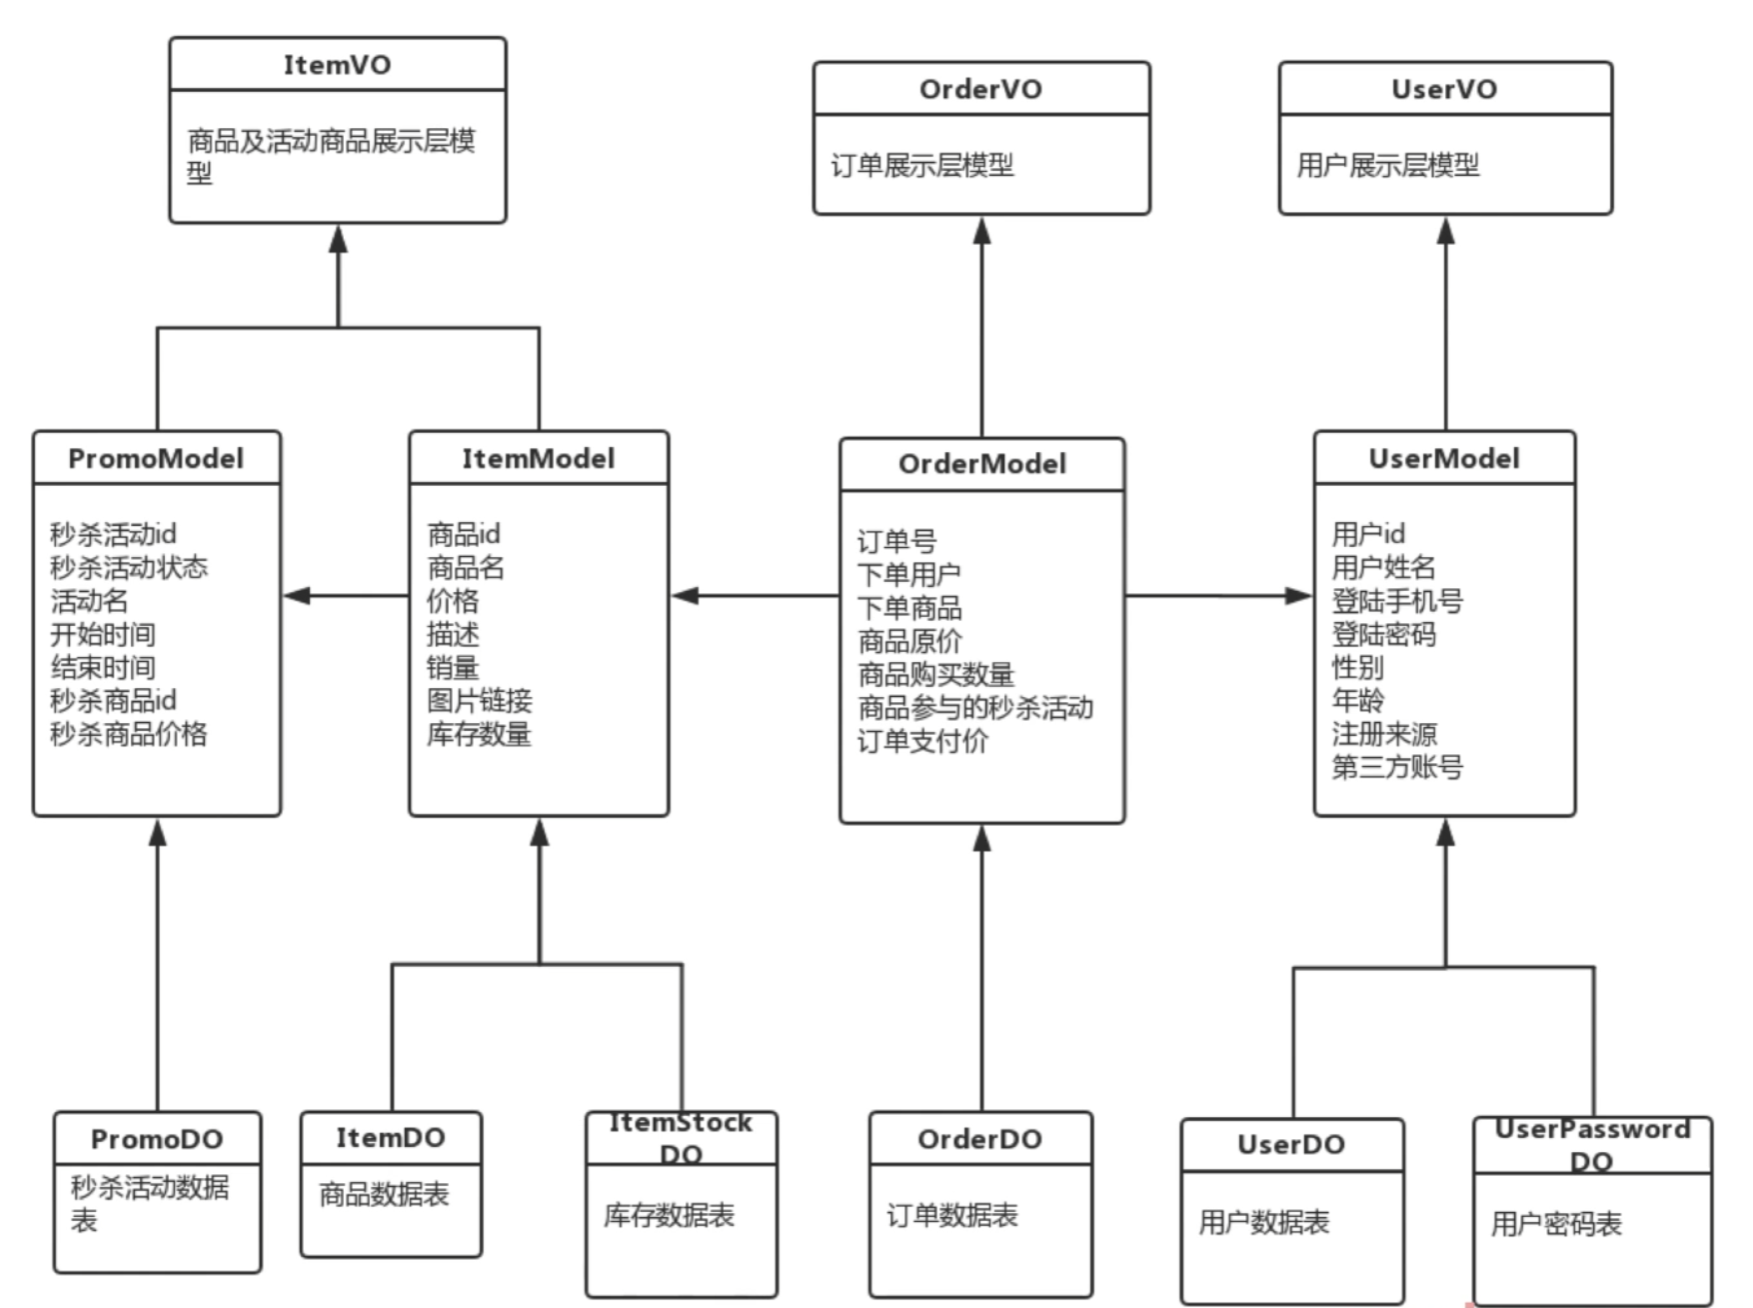 ItemVO
商品及活动商品展示层模
型
OrderVO
订单展示层模型
UserVO
用户展示层模型
PromoModel
秒杀活动id
秒杀活动状态
活动名
开始时间
结束时间
秒杀商品id
秒杀商品价格
ItemModel
商品id
商品名
价格
描述
销量
图片链接
库存数量
OrderModel
订单号
下单用户
下单商品
商品原价
商品购买数量
商品参与的秒杀活动
订单支付价
UserModel
用户id
用户姓名
登陆手机号
登陆密码
性别
年龄
注册来源
第三方账号
PromoDO
秒杀活动数据
表
ItemDO
商品数据表
ItemStock
DO
库存数据表
OrderDO
订单数据表
UserDO
用户数据表
UserPassword
DO
用户密码表